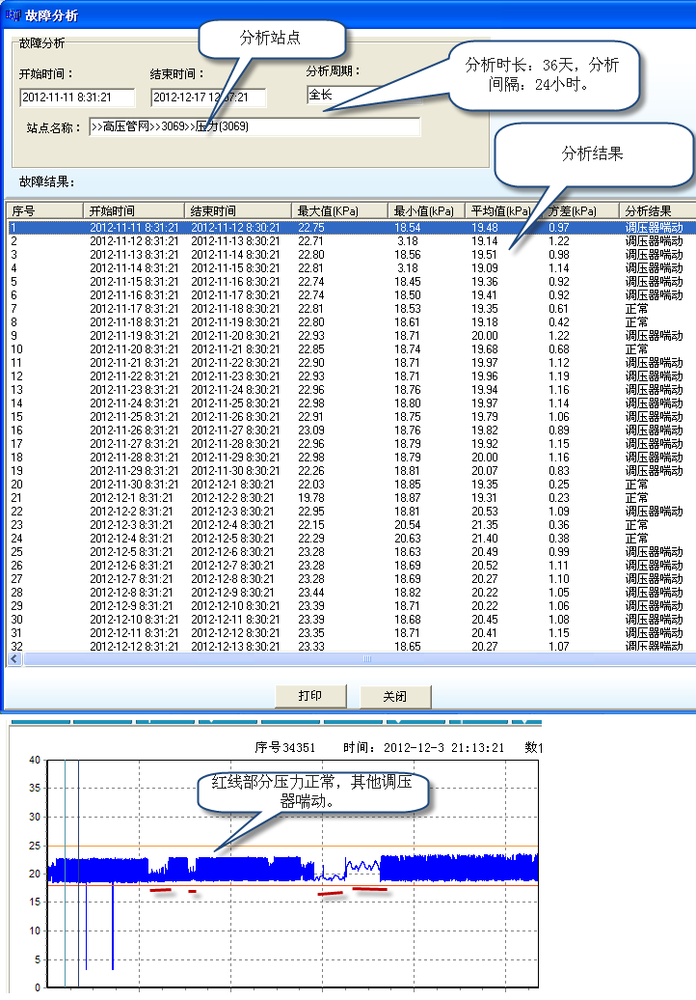 故障分析
故障分析
分析站点
开始时间：
结束时间：
分析周期：
分析时长：36天，分析
间隔：24小时。
2012-11-11 8:31:21
2012-12-17 12:37:21
全长
站点名称：
>>高压管网>>3069>>压力(3069)
分析结果
故障结果：
序号 开始时间 结束时间 最大值(KPa) 最小值(kPa) 平均值(kPa) 方差(kPa) 分析结果
1 2012-11-11 8:31:21 2012-11-12 8:30:21 22.75 18.54 19.48 0.97 调压器喘动
2 2012-11-12 8:31:21 2012-11-13 8:30:21 22.71 3.18 19.14 1.22 调压器喘动
3 2012-11-13 8:31:21 2012-11-14 8:30:21 22.80 18.56 19.51 0.98 调压器喘动
4 2012-11-14 8:31:21 2012-11-15 8:30:21 22.81 3.18 19.09 1.14 调压器喘动
5 2012-11-15 8:31:21 2012-11-16 8:30:21 22.74 18.45 19.36 0.92 调压器喘动
6 2012-11-16 8:31:21 2012-11-17 8:30:21 22.74 18.50 19.41 0.92 调压器喘动
7 2012-11-17 8:31:21 2012-11-18 8:30:21 22.81 18.53 19.35 0.61 正常
8 2012-11-18 8:31:21 2012-11-19 8:30:21 22.80 18.61 19.18 0.42 正常
9 2012-11-19 8:31:21 2012-11-20 8:30:21 22.93 18.71 20.00 1.22 调压器喘动
10 2012-11-20 8:31:21 2012-11-21 8:30:21 22.85 18.74 19.68 0.68 正常
11 2012-11-21 8:31:21 2012-11-22 8:30:21 22.90 18.71 19.97 1.12 调压器喘动
12 2012-11-22 8:31:21 2012-11-23 8:30:21 22.93 18.71 19.96 1.19 调压器喘动
13 2012-11-23 8:31:21 2012-11-24 8:30:21 22.96 18.76 19.94 1.16 调压器喘动
14 2012-11-24 8:31:21 2012-11-25 8:30:21 22.98 18.80 19.97 1.14 调压器喘动
15 2012-11-25 8:31:21 2012-11-26 8:30:21 22.91 18.75 19.79 1.06 调压器喘动
16 2012-11-26 8:31:21 2012-11-27 8:30:21 23.09 18.76 19.82 0.89 调压器喘动
17 2012-11-27 8:31:21 2012-11-28 8:30:21 22.96 18.79 19.92 1.15 调压器喘动
18 2012-11-28 8:31:21 2012-11-29 8:30:21 22.98 18.79 20.00 1.16 调压器喘动
19 2012-11-29 8:31:21 2012-11-30 8:30:21 22.26 18.81 20.07 0.83 调压器喘动
20 2012-11-30 8:31:21 2012-12-1 8:30:21 22.03 18.85 19.35 0.25 正常
21 2012-12-1 8:31:21 2012-12-2 8:30:21 19.78 18.87 19.31 0.23 正常
22 2012-12-2 8:31:21 2012-12-3 8:30:21 22.95 18.81 20.53 1.09 调压器喘动
23 2012-12-3 8:31:21 2012-12-4 8:30:21 22.15 20.54 21.35 0.36 正常
24 2012-12-4 8:31:21 2012-12-5 8:30:21 22.29 20.63 21.40 0.38 正常
25 2012-12-5 8:31:21 2012-12-6 8:30:21 23.28 18.63 20.49 0.99 调压器喘动
26 2012-12-6 8:31:21 2012-12-7 8:30:21 23.28 18.69 20.52 1.11 调压器喘动
27 2012-12-7 8:31:21 2012-12-8 8:30:21 23.28 18.69 20.27 1.10 调压器喘动
28 2012-12-8 8:31:21 2012-12-9 8:30:21 23.44 18.82 20.22 1.05 调压器喘动
29 2012-12-9 8:31:21 2012-12-10 8:30:21 23.39 18.71 20.22 1.06 调压器喘动
30 2012-12-10 8:31:21 2012-12-11 8:30:21 23.39 18.68 20.45 1.08 调压器喘动
31 2012-12-11 8:31:21 2012-12-12 8:30:21 23.35 18.71 20.41 1.15 调压器喘动
32 2012-12-12 8:31:21 2012-12-13 8:30:21 23.33 18.65 20.27 1.07 调压器喘动
打印 关闭
序号34351 时间：2012-12-3 21:13:21 数
红线部分压力正常，其他调压
器喘动。
40
35
30
25
20
15
10
5
0